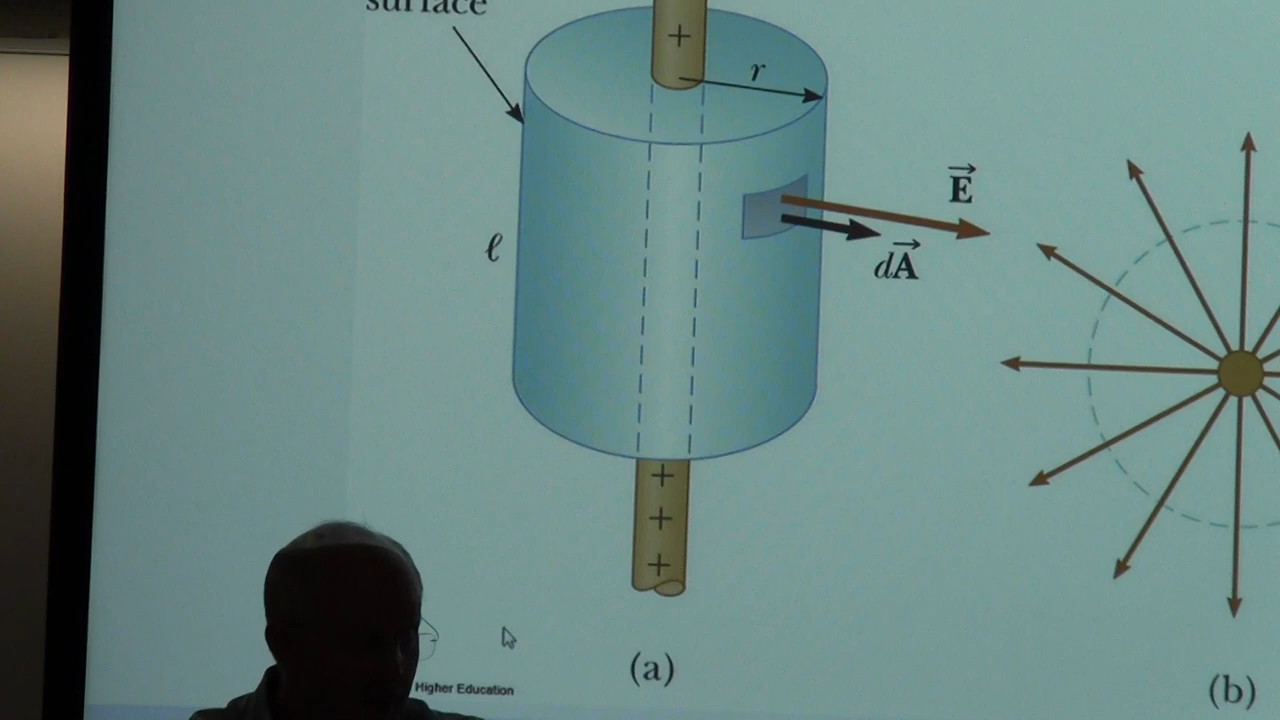 surface
+
r
E
ℓ
dA
+
+
+
(a)
(b)
Higher Education